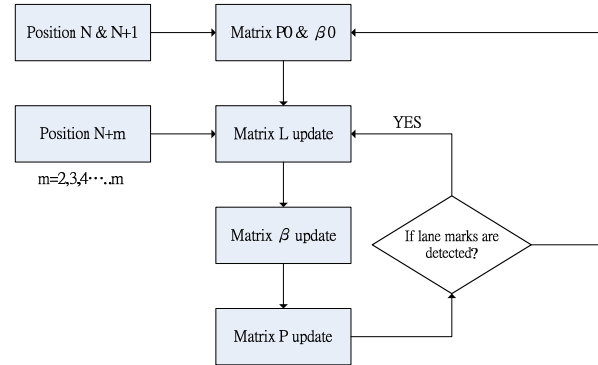 Position N & N+1
Matrix P0 & β0
Position N+m
Matrix L update
YES
m=2,3,4⋯..m
Matrix β update
If lane marks are
detected?
Matrix P update